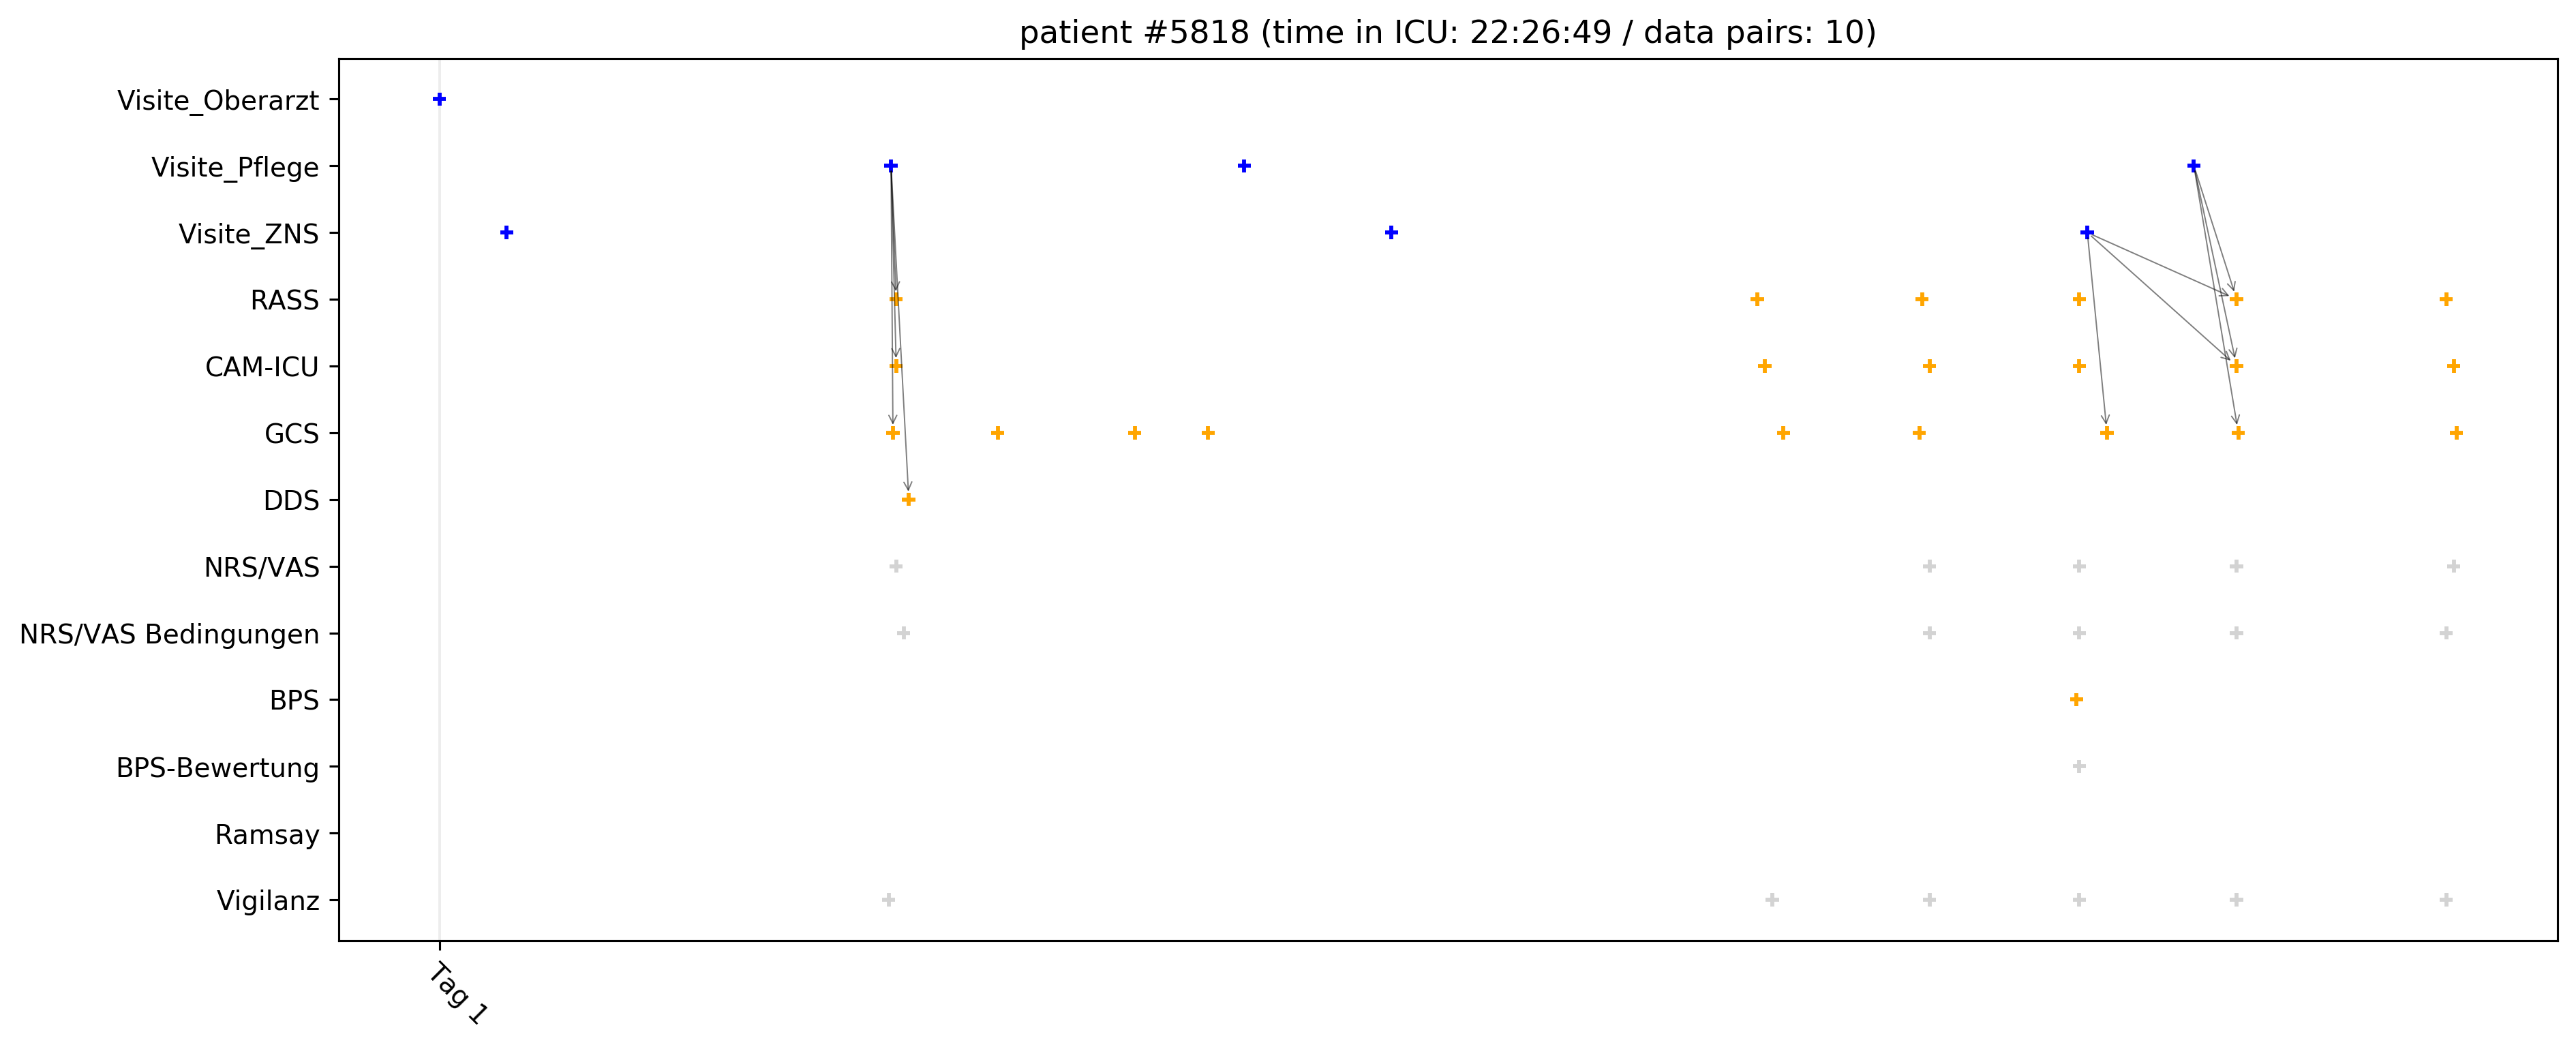 patient #5818 (time in ICU: 22:26:49 / data pairs: 10)
Visite_Oberarzt
Visite_Pflege
Visite_ZNS
RASS
CAM-ICU
GCS
DDS
NRS/VAS
NRS/VAS Bedingungen
BPS
BPS-Bewertung
Ramsay
Vigilanz
Tag 1